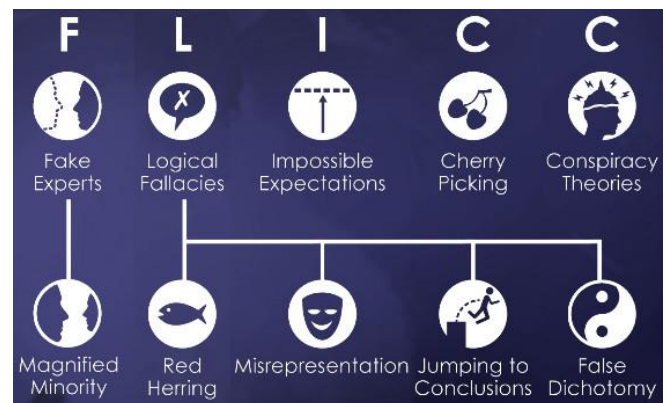 F L I C C
X
Fake Experts
Logical Fallacies
Impossible Expectations
Cherry Picking
Conspiracy Theories
Magnified Minority
Red Herring
Misrepresentation
Jumping to Conclusions
False Dichotomy